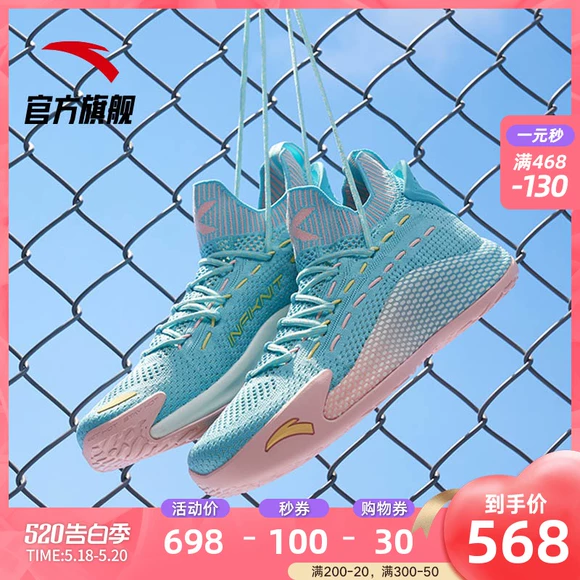 官方旗舰
一元秒
满468
-130
INFIKNIT
520告白季
TIME:5.18-5.20
活动价 秒券 购物券
698 - 100 - 30
到手价
568
满200-20，满300-50